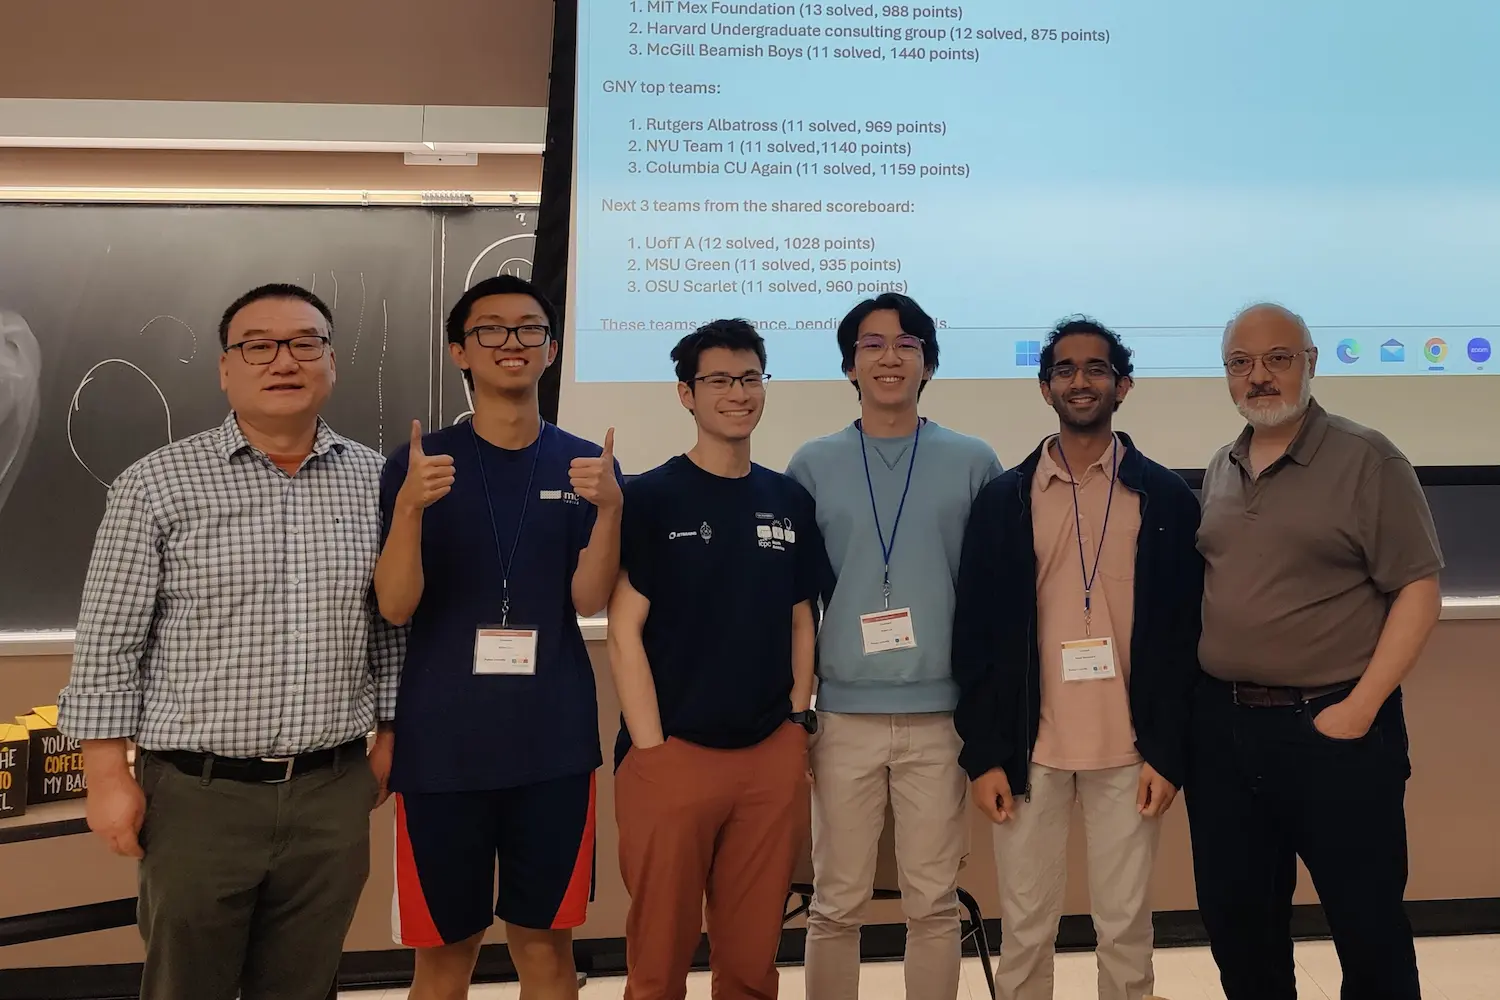 1. MIT Mex Foundation (13 solved, 988 points)
2. Harvard Undergraduate consulting group (12 solved, 875 points)
3. McGill Beamish Boys (11 solved, 1440 points)
GNY top teams:
1. Rutgers Albatross (11 solved, 969 points)
2. NYU Team 1 (11 solved,1140 points)
3. Columbia CU Again (11 solved, 1159 points)
Next 3 teams from the shared scoreboard:
1. UofT A (12 solved, 1028 points)
2. MSU Green (11 solved, 935 points)
3. OSU Scarlet (11 solved, 960 points)
These teams
zoom
icpc
YOU'RE
COFFEE
MY BAG